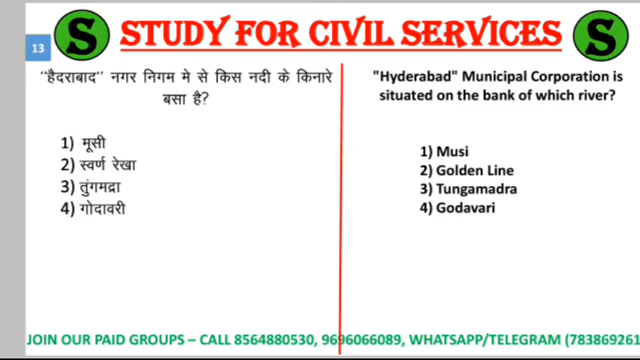 13
S STUDY FOR CIVIL SERVICES S
"हैदराबाद" नगर निगम मे से किस नदी के किनारे
बसा है?
1) मूसी
2) स्वर्ण रेखा
3) तुंगमद्रा
4) गोदावरी
"Hyderabad" Municipal Corporation is
situated on the bank of which river?
1) Musi
2) Golden Line
3) Tungamadra
4) Godavari
JOIN OUR PAID GROUPS – CALL 8564880530, 9696066089, WHATSAPP/TELEGRAM (783869261